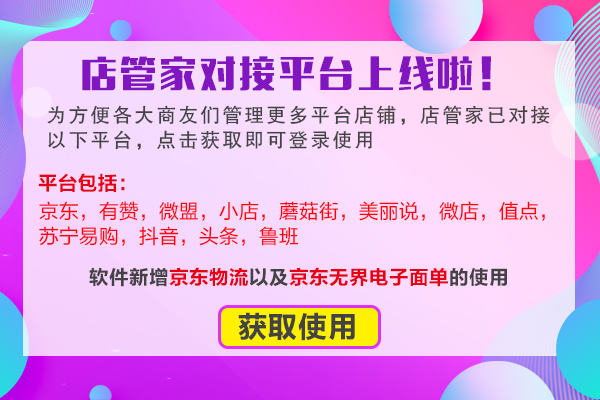 店管家对接平台上线啦！
为方便各大商友们管理更多平台店铺，店管家已对接
以下平台，点击获取即可登录使用
平台包括：
京东，有赞，微盟，小店，蘑菇街，美丽说，微店，值点，
苏宁易购，抖音，头条，鲁班
软件新增京东物流以及京东无界电子面单的使用
获取使用